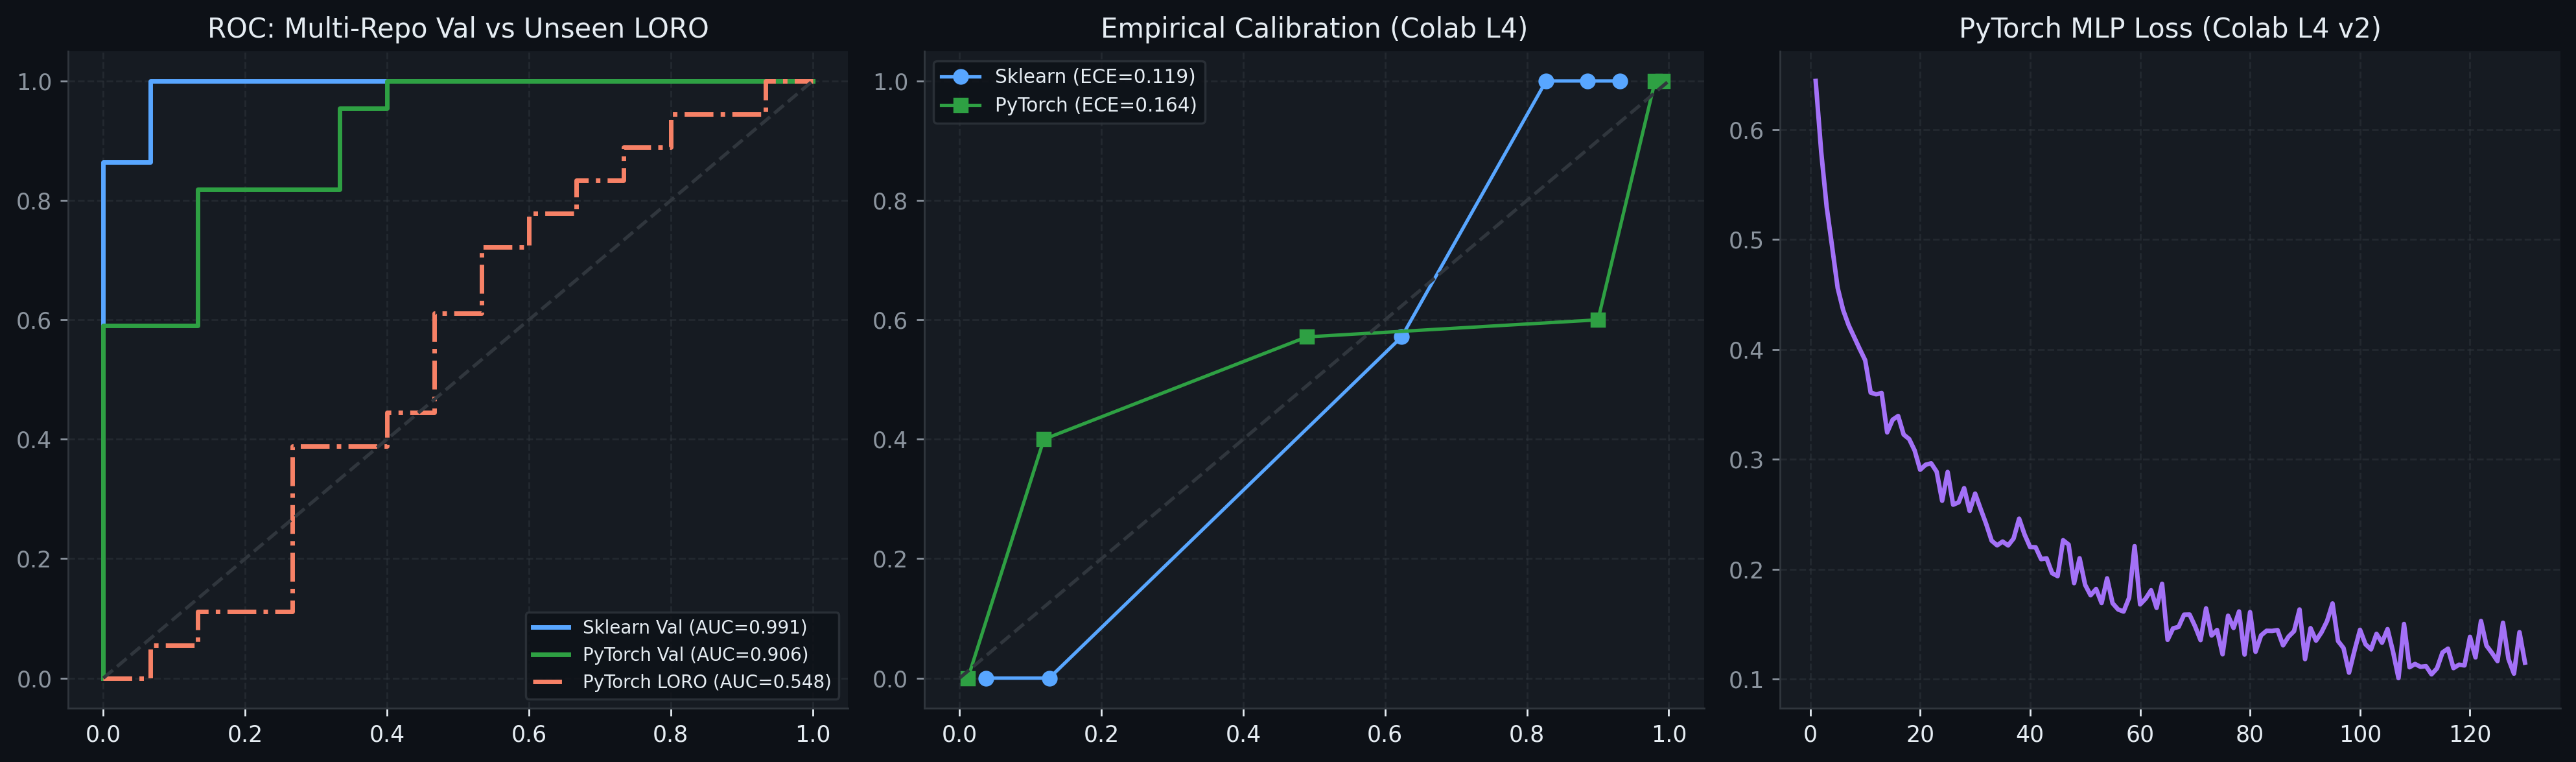 ROC: Multi-Repo Val vs Unseen LORO
1.0
0.8
0.6
0.4
0.2
0.0
0.0 0.2 0.4 0.6 0.8 1.0
Sklearn Val (AUC=0.991)
PyTorch Val (AUC=0.906)
PyTorch LORO (AUC=0.548)
Empirical Calibration (Colab L4)
Sklearn (ECE=0.119)
PyTorch (ECE=0.164)
1.0
0.8
0.6
0.4
0.2
0.0
0.0 0.2 0.4 0.6 0.8 1.0
PyTorch MLP Loss (Colab L4 v2)
0.6
0.5
0.4
0.3
0.2
0.1
0 20 40 60 80 100 120